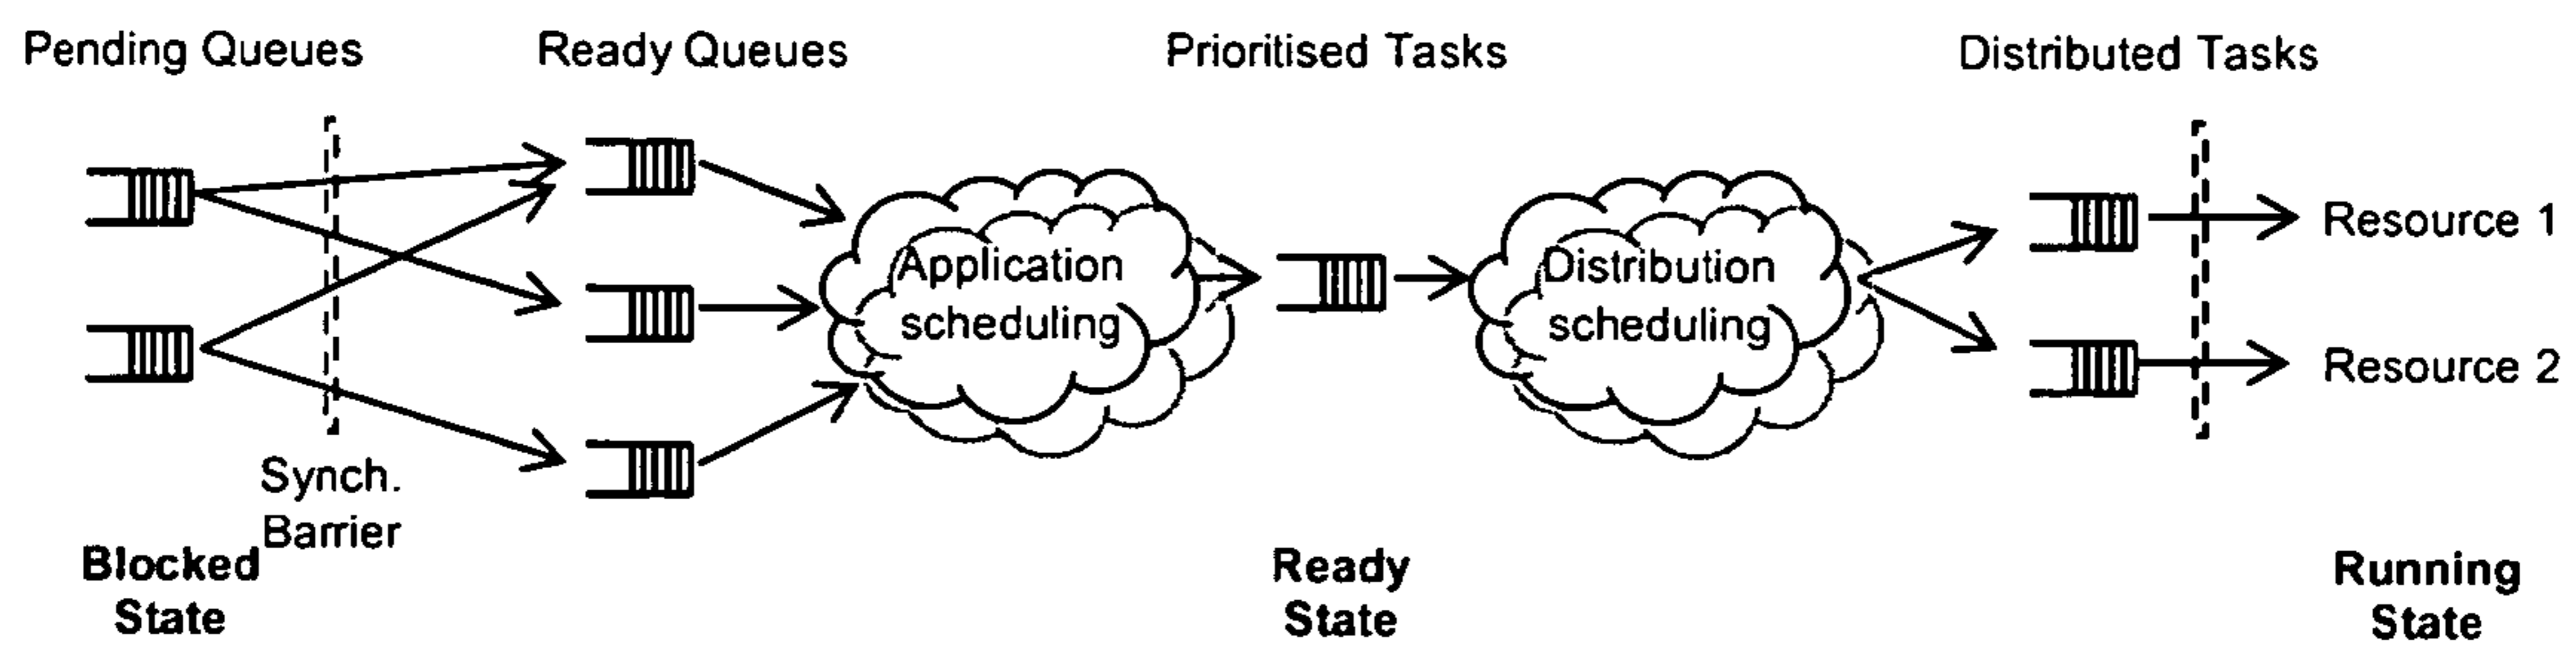 Pending Queues
Ready Queues
Prioritised Tasks
Distributed Tasks
Application
scheduling
Distribution
scheduling
Resource 1
Resource 2
Synch.
Barrier
Blocked
State
Ready
State
Running
State